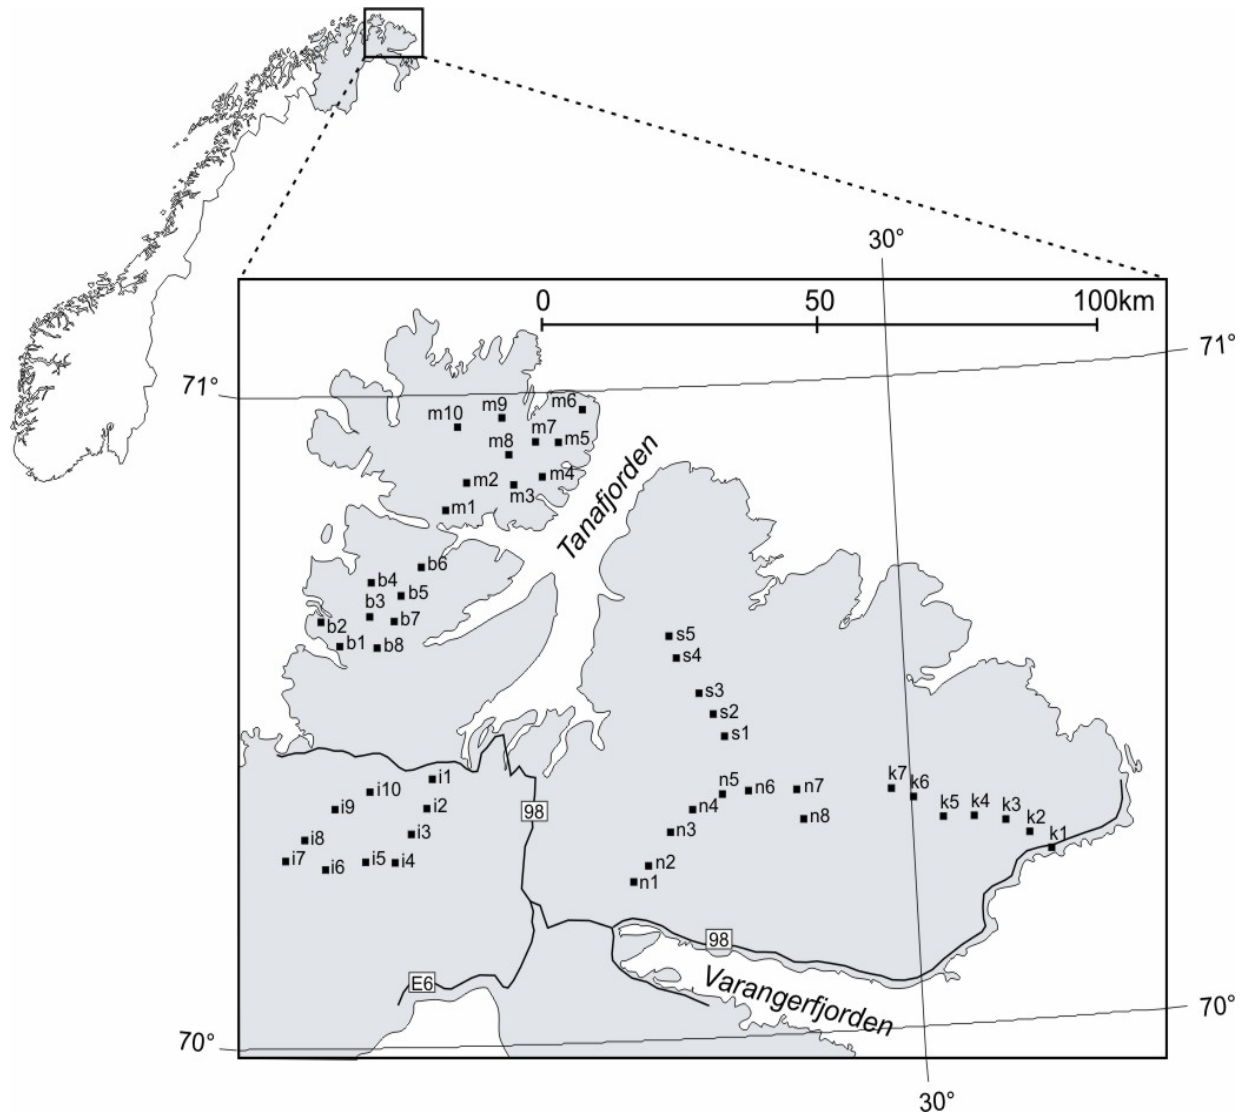 30°
0 50 100km
71° 71°
m6
m9
m10
m7
m5
m8
m4
m2
m3
m1
Tanafjorden
b6
b4
b5
b3
b7
b2
b1
b8
s5
s4
s3
s2
s1
i1
i10
i2
i9
i3
i8
i7
i5
i4
i6
98
n5
n6
n7
n4
n8
n3
n2
n1
k7
k6
k5
k4
k3
k2
k1
98
E6
Varangerfjorden
70° 70°
30°